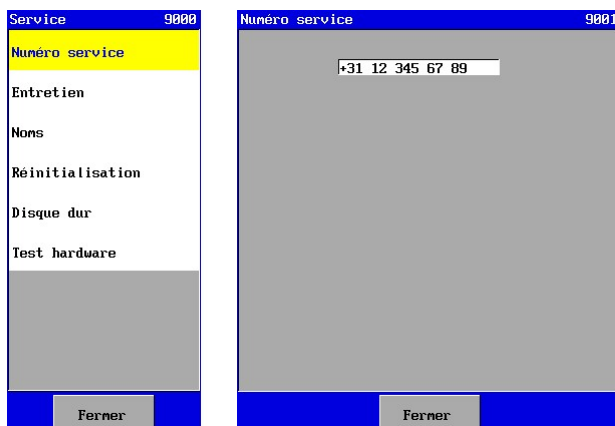 Service 9000
Numéro service
Entretien
Noms
Réinitialisation
Disque dur
Test hardware
Fermer
Numéro service 9001
+31 12 345 67 89
Fermer